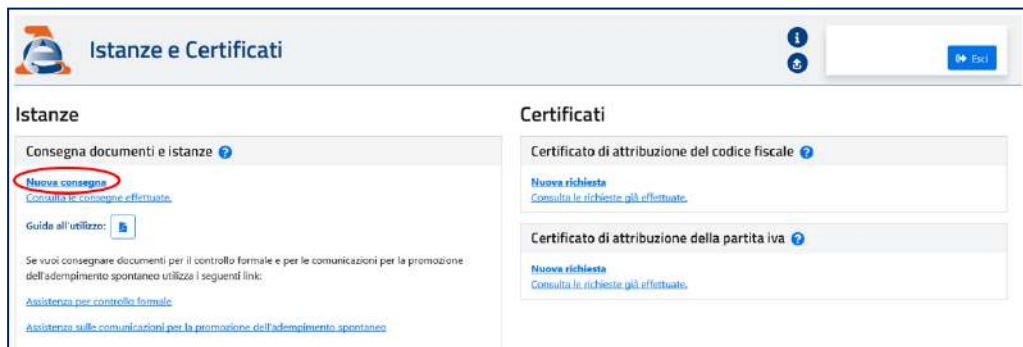 Istanze e Certificati
Esci
Istanze
Consegna documenti e istanze
Nuova consegna
Consulta le consegne effettuate.
Guida all'utilizzo:
Se vuoi consegnare documenti per il controllo formale e per le comunicazioni per la promozione
dell'adempimento spontaneo utilizza i seguenti link:
Assistenza per controllo formale
Assistenza sulle comunicazioni per la promozione dell'adempimento spontaneo
Certificati
Certificato di attribuzione del codice fiscale
Nuova richiesta
Consulta le richieste già effettuate.
Certificato di attribuzione della partita iva
Nuova richiesta
Consulta le richieste già effettuate.